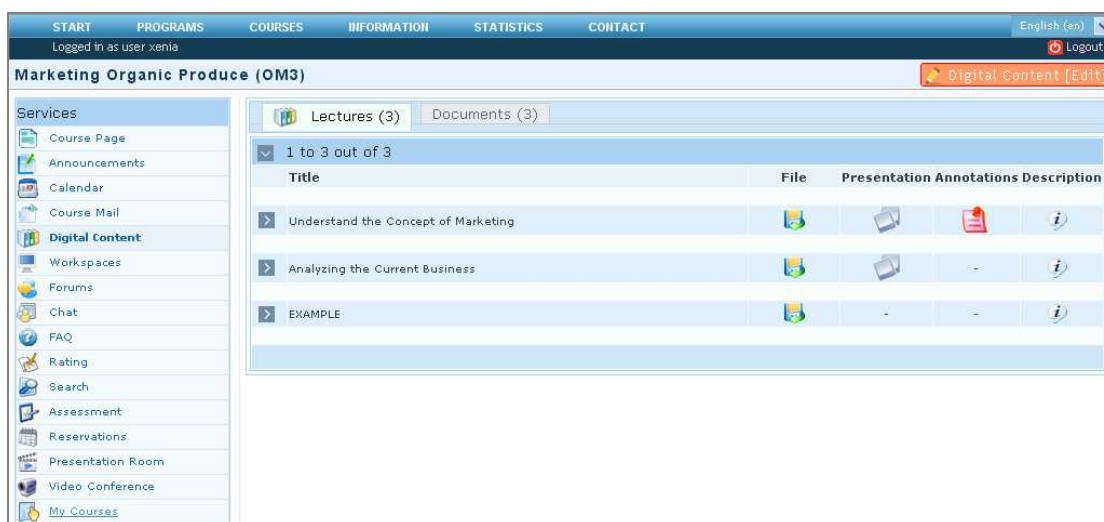 START PROGRAMS COURSES INFORMATION STATISTICS CONTACT English (en)
Logged in as user xenia Logout
Marketing Organic Produce (OM3) Digital Content [Edit]
Services
Course Page
Announcements
Calendar
Course Mail
Digital Content
Workspaces
Forums
Chat
FAQ
Rating
Search
Assessment
Reservations
Presentation Room
Video Conference
My Courses
Lectures (3) Documents (3)
1 to 3 out of 3
Title File Presentation Annotations Description
Understand the Concept of Marketing
Analyzing the Current Business -
EXAMPLE - -